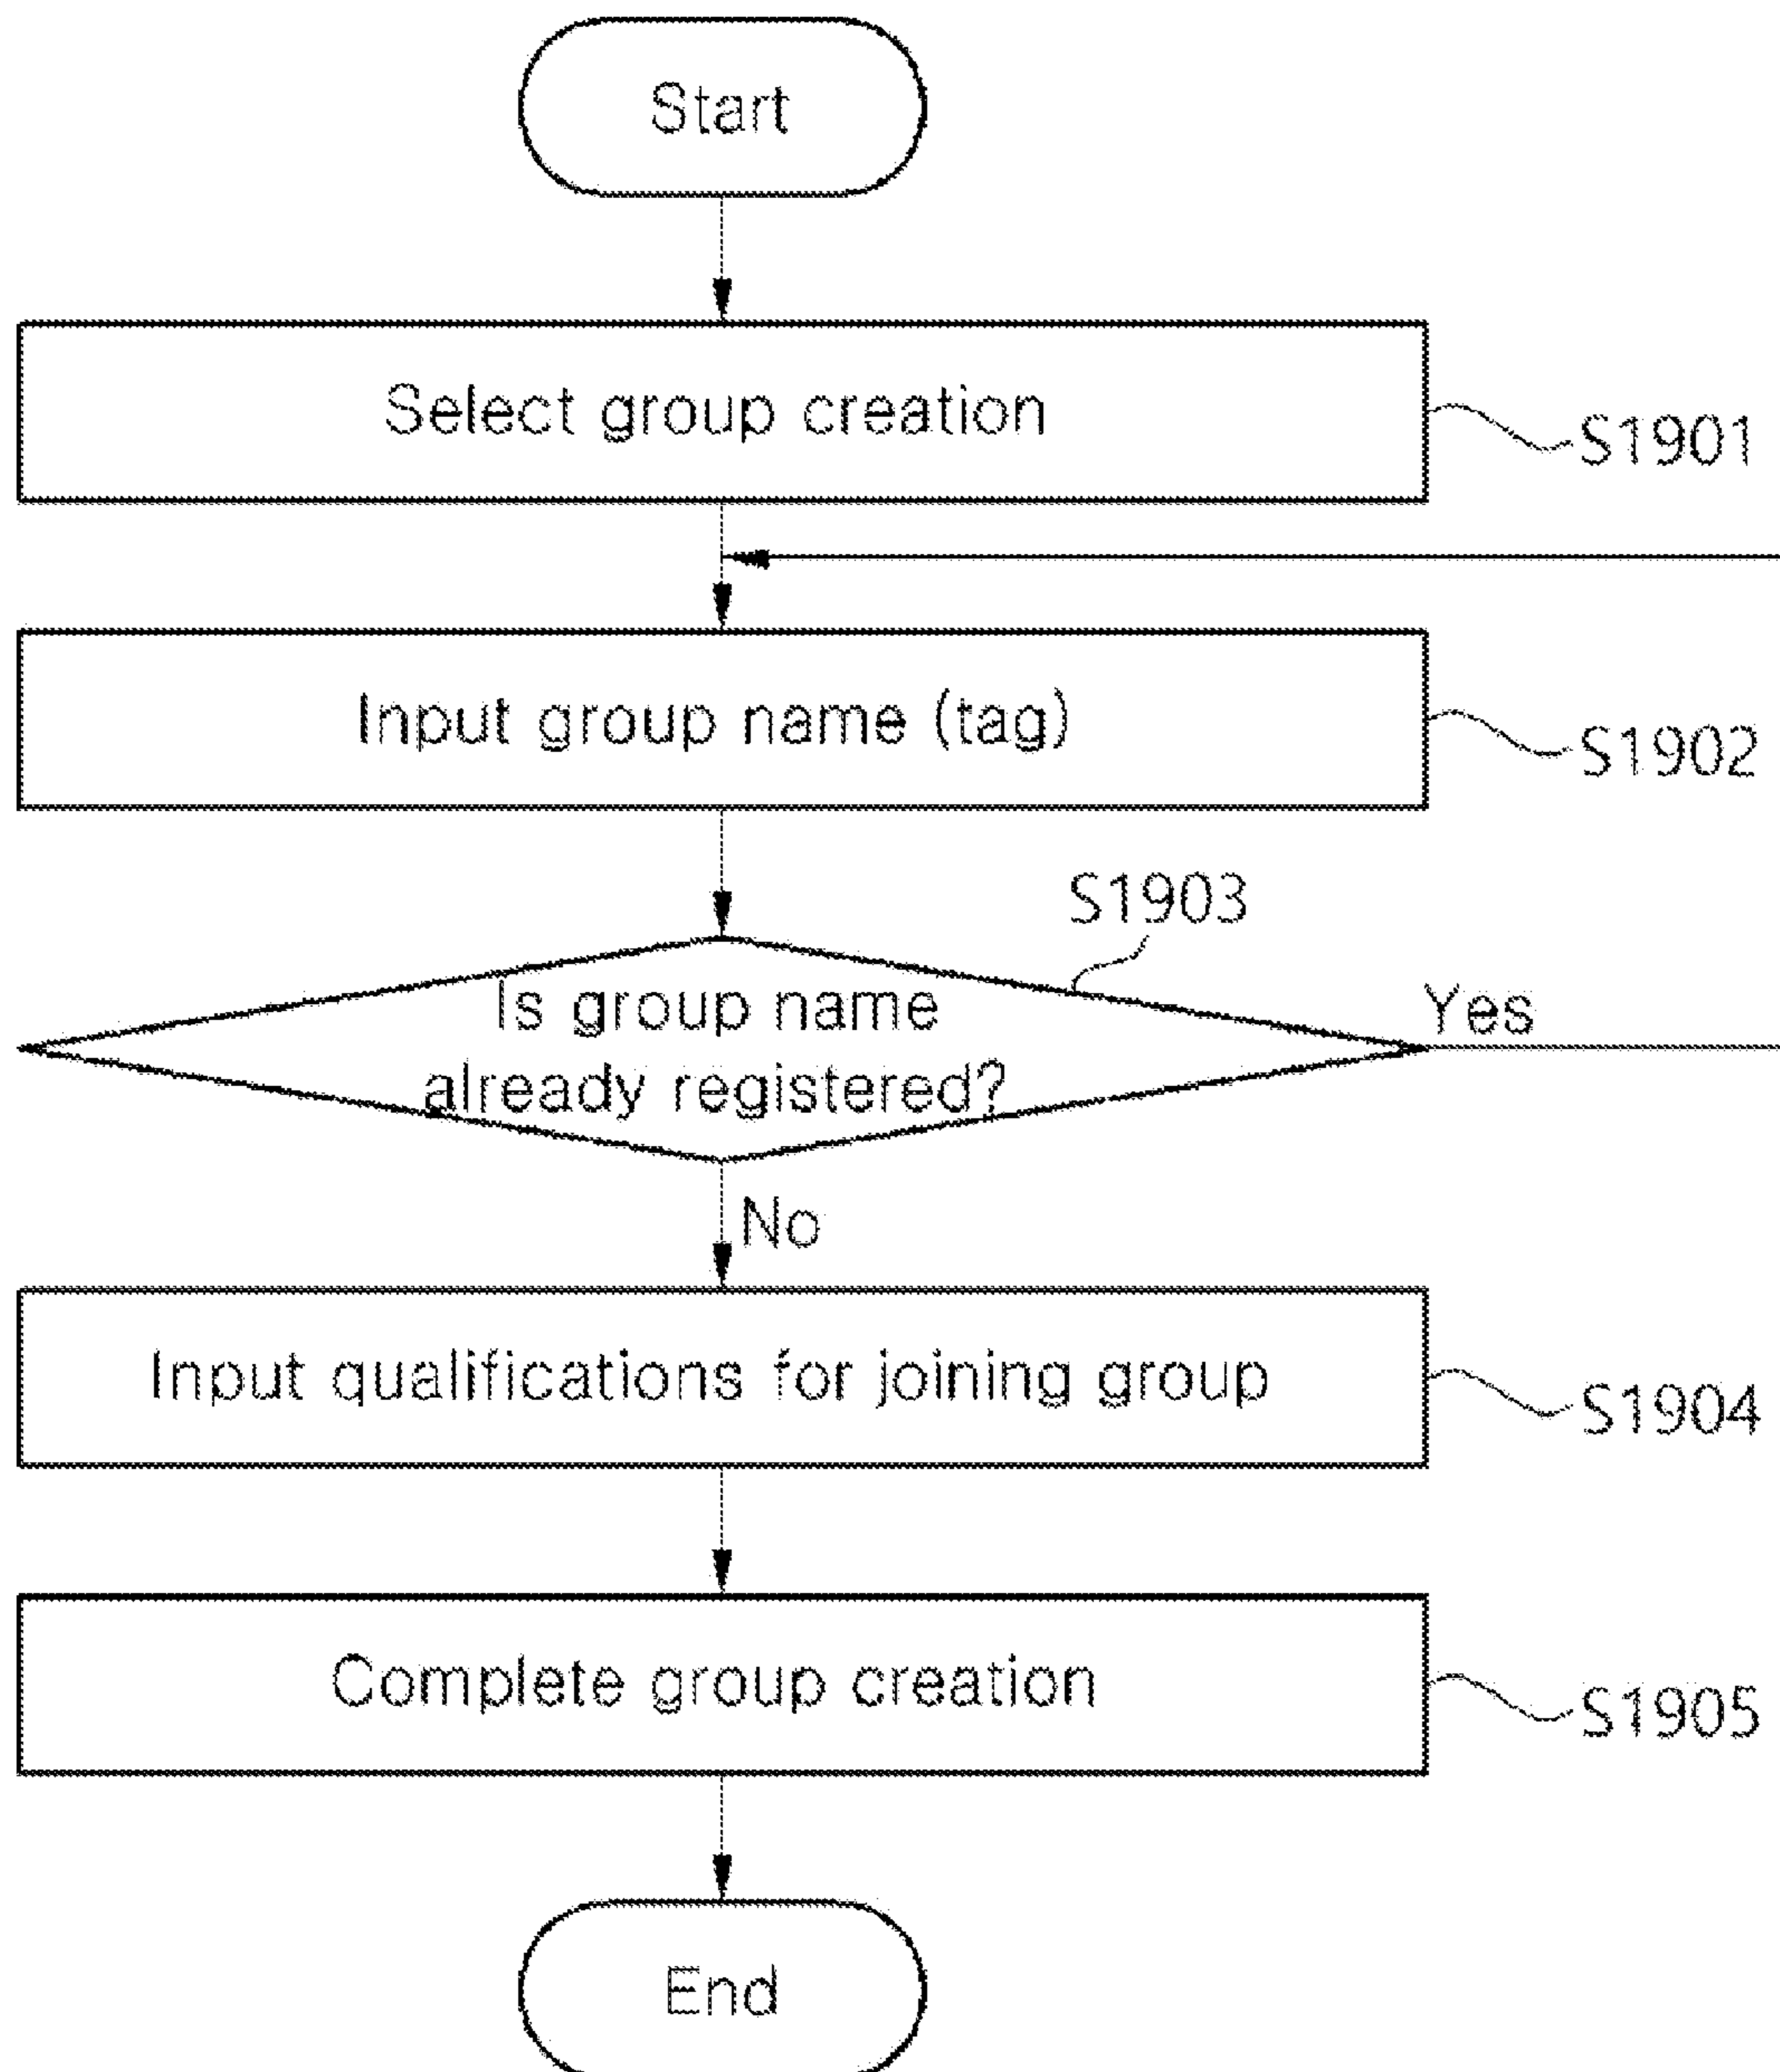 Start
Select group creation
S1901
Input group name (tag)
S1902
S1903
Is group name
already registered?
Yes
No
Input qualifications for joining group
S1904
Complete group creation
S1905
End